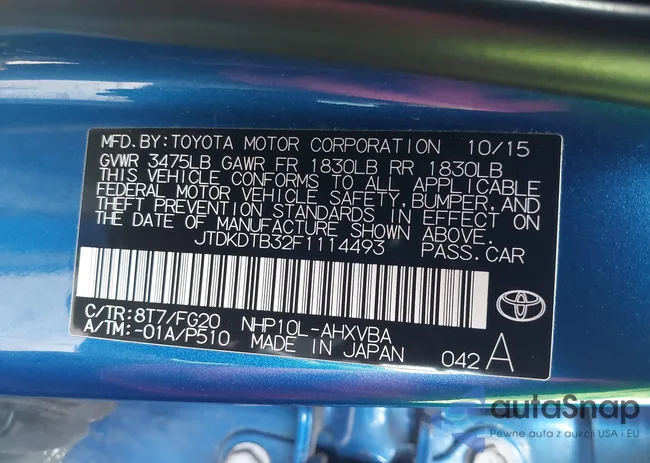 MFD.BY:TOYOTA MOTOR CORPORATION 10/15
GVWR 3475LB GAWR FR 1830LB RR 1830LB
THIS VEHICLE CONFORMS TO ALL APPLICABLE
FEDERAL MOTOR VEHICLE SAFETY,BUMPER,AND
THEFT PREVENTION STANDARDS IN EFFECT ON
THE DATE OF MANUFACTURE SHOWN ABOVE.
JTDKDTB32F1114493 PASS.CAR
C/TR:8T7/FG20 NHP10L-AHXVBA
A/TM:-01A/P510 MADE IN JAPAN 042 A
autaSnap
Pewne auta z aukcji USA i EU